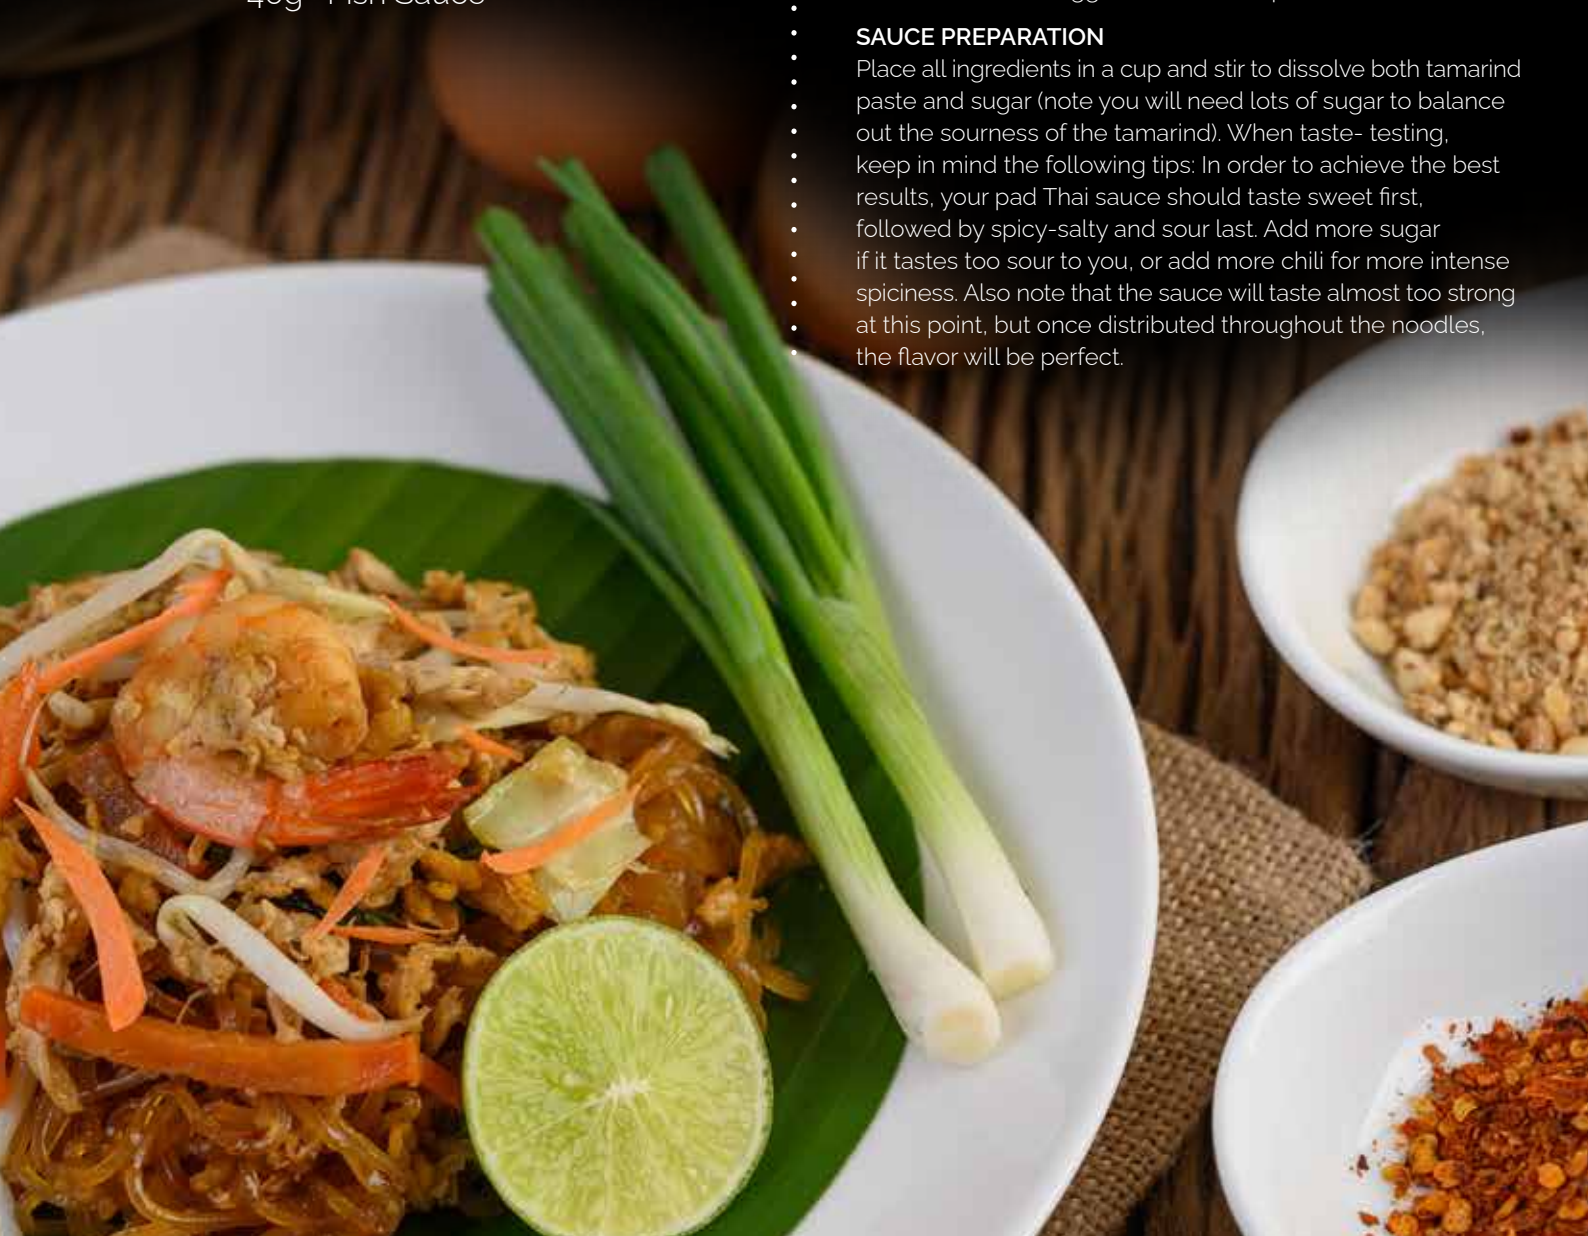 40g Fish Sauce
SAUCE PREPARATION
Place all ingredients in a cup and stir to dissolve both tamarind
paste and sugar (note you will need lots of sugar to balance
out the sourness of the tamarind). When taste- testing,
keep in mind the following tips: In order to achieve the best
results, your pad Thai sauce should taste sweet first,
followed by spicy-salty and sour last. Add more sugar
if it tastes too sour to you, or add more chili for more intense
spiciness. Also note that the sauce will taste almost too strong
at this point, but once distributed throughout the noodles,
the flavor will be perfect.